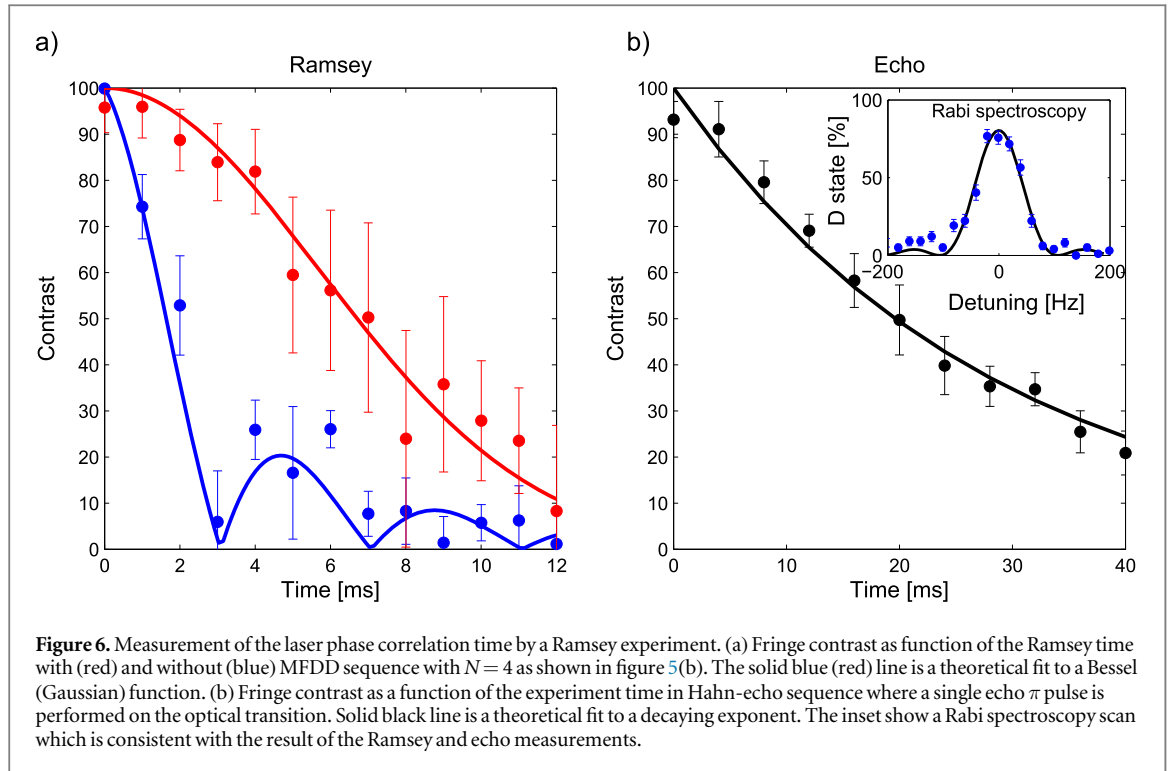 a)
Ramsey
100
90
80
70
60
50
40
30
20
10
0
Contrast
0 2 4 6 8 10 12
Time [ms]
b)
Echo
100
90
80
70
60
50
40
30
20
10
0
Contrast
0 10 20 30 40
Time [ms]
Rabi spectroscopy
100
50
0
D state [%]
−200 0 200
Detuning [Hz]
Figure 6. Measurement of the laser phase correlation time by a Ramsey experiment. (a) Fringe contrast as function of the Ramsey time
with (red) and without (blue) MFDD sequence with N = 4 as shown in figure 5(b). The solid blue (red) line is a theoretical fit to a Bessel
(Gaussian) function. (b) Fringe contrast as a function of the experiment time in Hahn-echo sequence where a single echo π pulse is
performed on the optical transition. Solid black line is a theoretical fit to a decaying exponent. The inset show a Rabi spectroscopy scan
which is consistent with the result of the Ramsey and echo measurements.